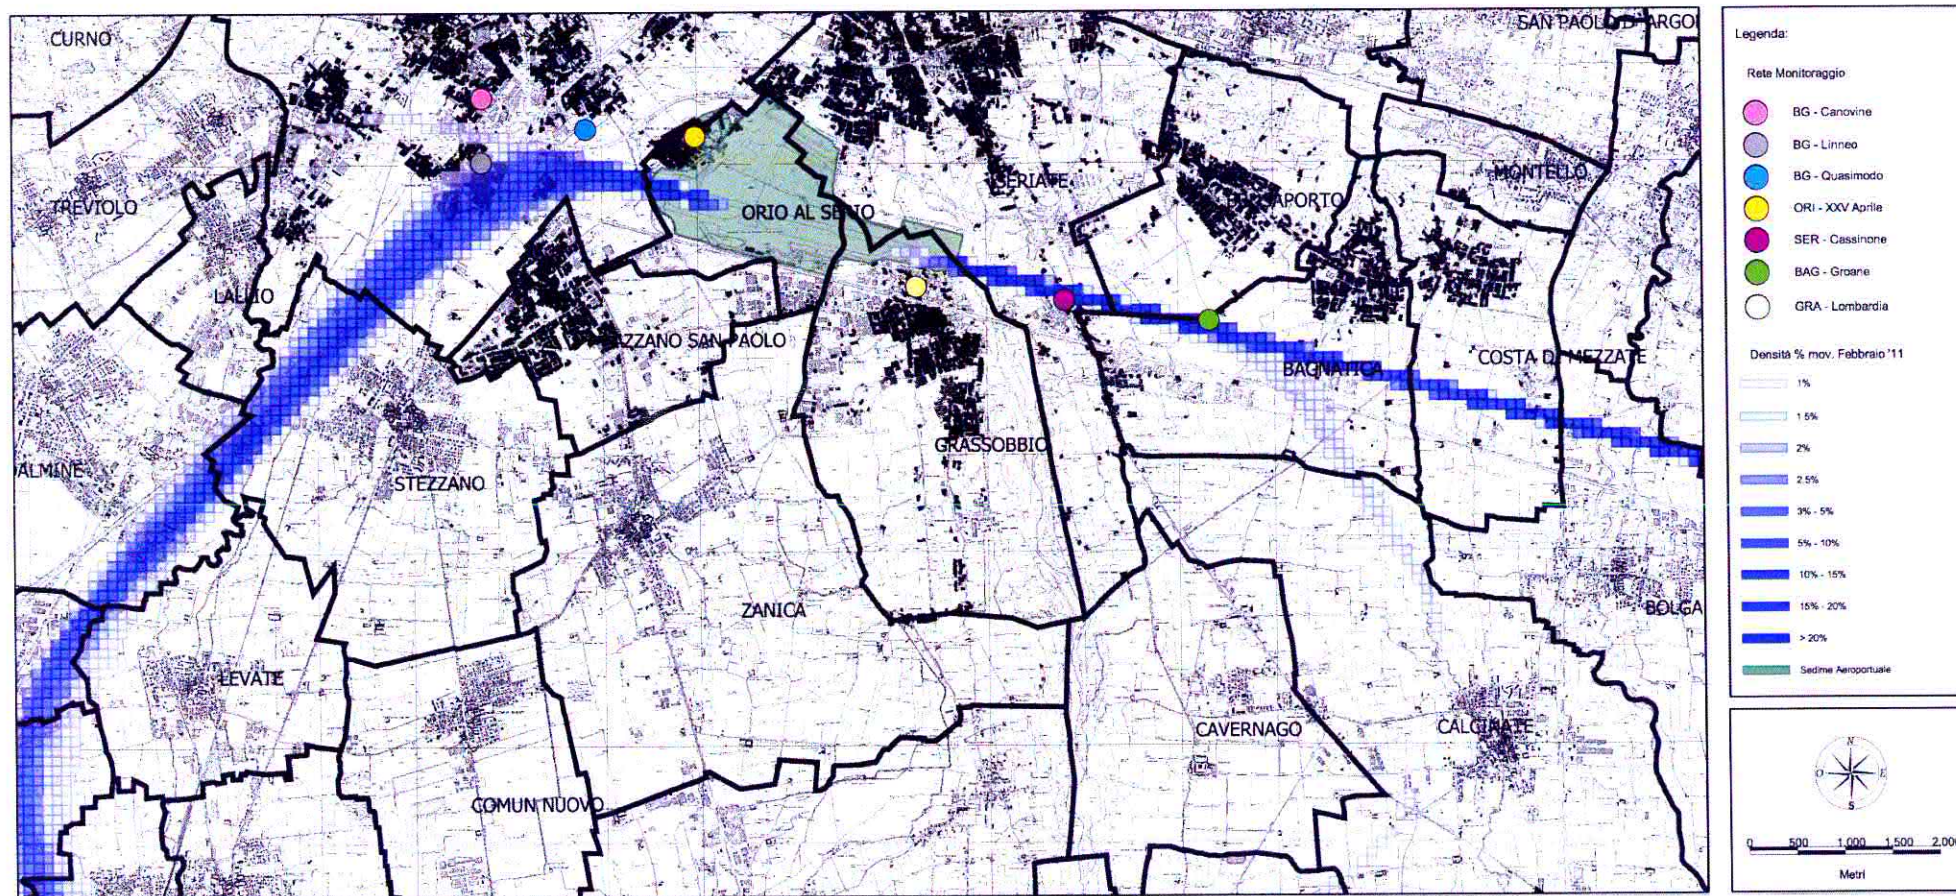 CURNO
SAN PAOLO D'ARGO
TREVIOLO
SERIATE
MONTELLO
ORIO AL SERIO
LALLIO
AZZANO SAN PAOLO
COSTA DI MEZZATE
BAGNATICA
GRASSOBBIO
DALMINE
STEZZANO
ZANICA
BOLGA
LEVATE
CAVERNAGO
CALCINATE
COMUN NUOVO
Legenda:
Rete Monitoraggio
BG - Canovine
BG - Linneo
BG - Quasimodo
ORI - XXV Aprile
SER - Cassinone
BAG - Groane
GRA - Lombardia
Densità % mov. Febbraio '11
1%
1.5%
2%
2.5%
3% - 5%
5% - 10%
10% - 15%
15% - 20%
> 20%
Sedime Aeroportuale
N
O E
S
0 500 1.000 1.500 2.000
Metri